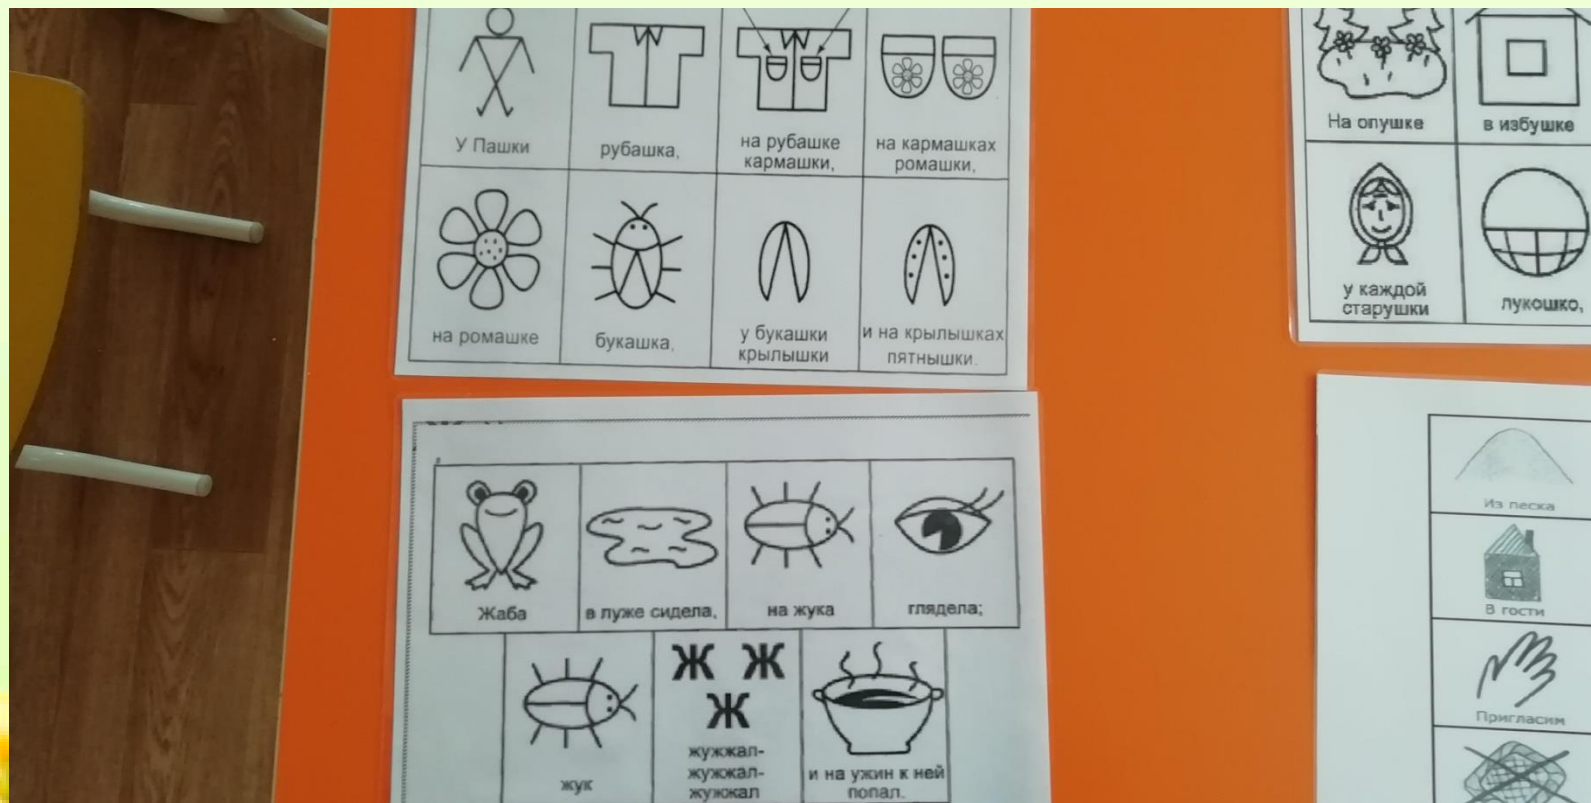 У Пашки
рубашка,
на рубашке
кармашки,
на кармашках
ромашки,
на ромашке
букашка,
у букашки
крылышки
и на крылышках
пятнышки.
На опушке
в избушке
у каждой
старушки
лукошко,
Жаба
в луже сидела,
на жука
глядела;
жук
Ж Ж
Ж
жужжал-
жужжал-
жужжал
и на ужин к ней
попал.
Из песка
В гости
Пригласим